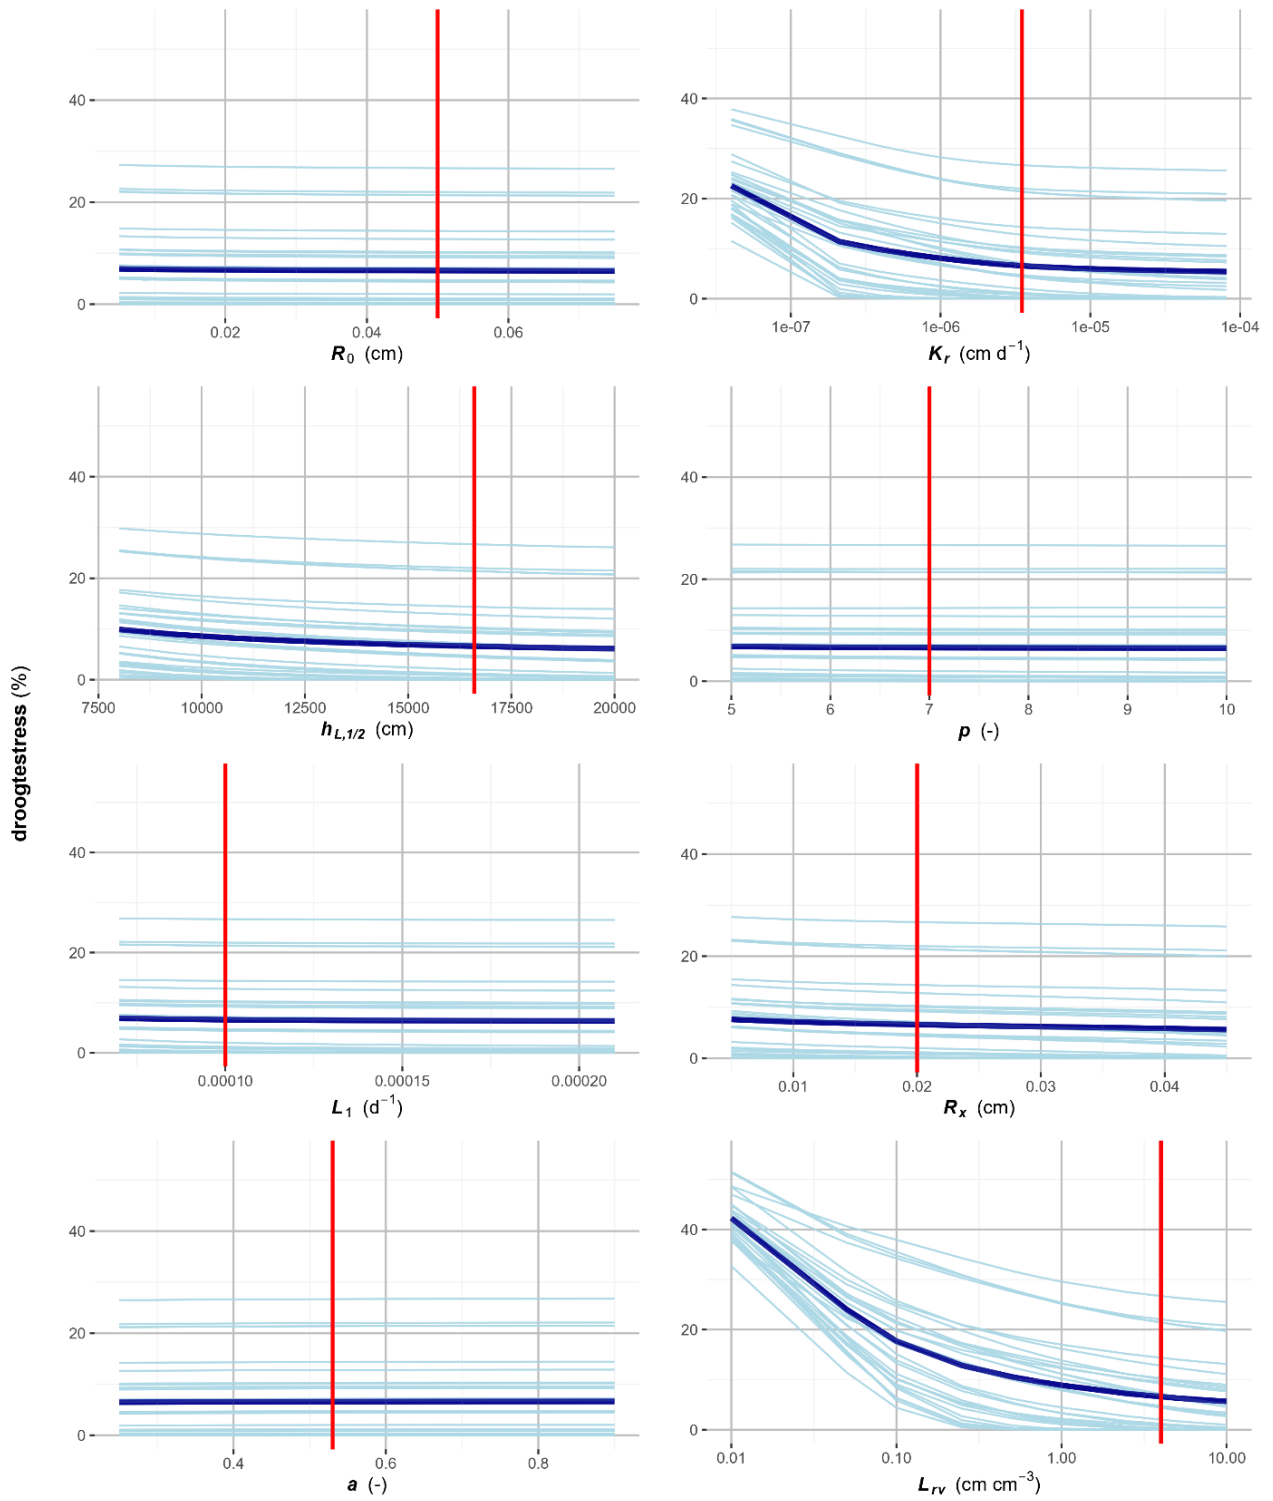 droogtestress (%)
40
20
0
0.02 0.04 0.06
R0 (cm)
40
20
0
1e-07 1e-06 1e-05 1e-04
Kr (cm d−1)
40
20
0
7500 10000 12500 15000 17500 20000
hL,1/2 (cm)
40
20
0
5 6 7 8 9 10
p (-)
40
20
0
0.00010 0.00015 0.00020
L1 (d−1)
40
20
0
0.01 0.02 0.03 0.04
Rx (cm)
40
20
0
0.4 0.6 0.8
a (-)
40
20
0
0.01 0.10 1.00 10.00
Lrv (cm cm−3)